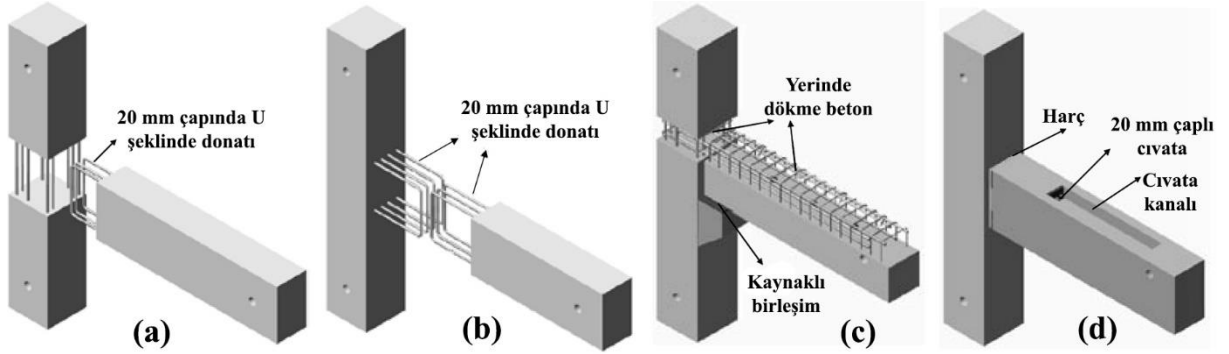 20 mm çapında U
şeklinde donatı
(a)
20 mm çapında U
şeklinde donatı
(b)
Yerinde
dökme beton
Kaynaklı
birleşim
(c)
Harç
20 mm çaplı
cıvata
Cıvata
kanalı
(d)